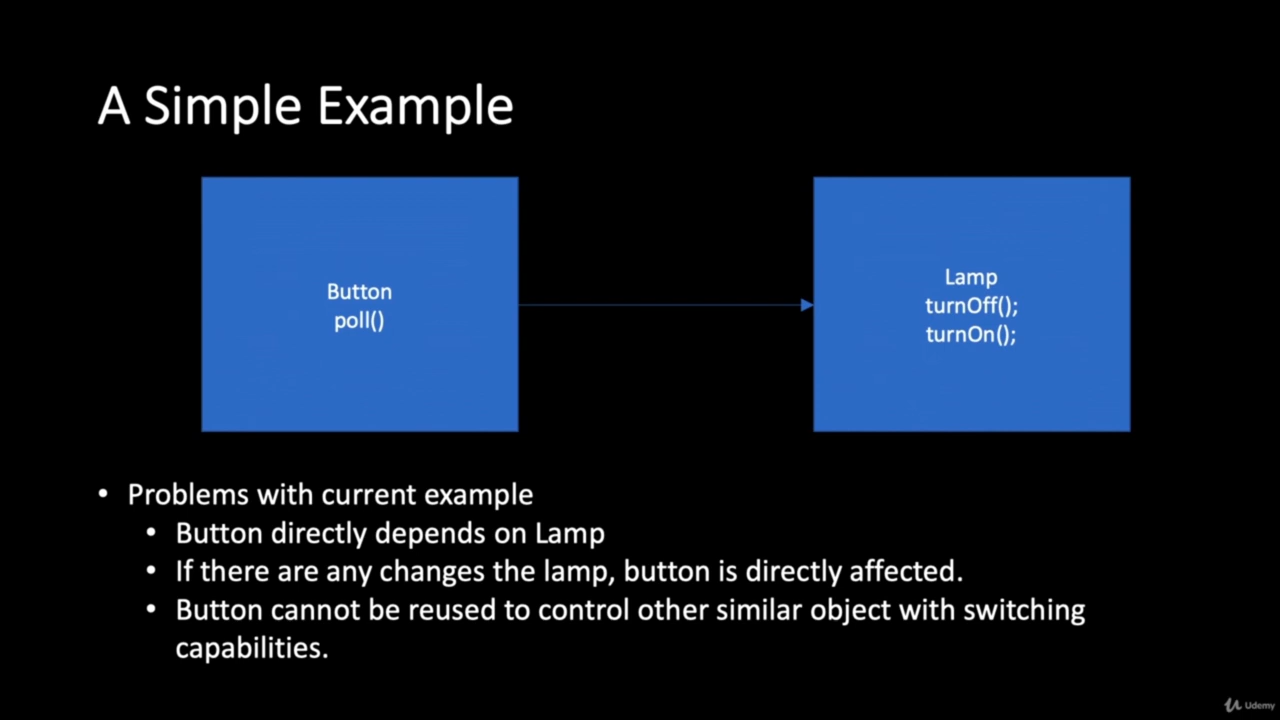 A Simple Example
Button
poll()
Lamp
turnOff();
turnOn();
• Problems with current example
• Button directly depends on Lamp
• If there are any changes the lamp, button is directly affected.
• Button cannot be reused to control other similar object with switching
capabilities.
Udemy